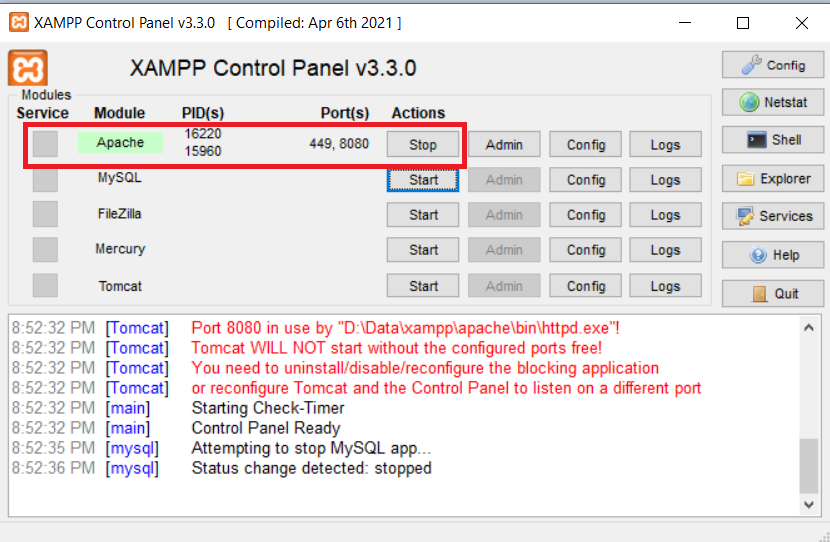 XAMPP Control Panel v3.3.0 [ Compiled: Apr 6th 2021 ]
XAMPP Control Panel v3.3.0
Config
Modules
Service Module PID(s) Port(s) Actions
Netstat
Apache 16220 449, 8080 Stop Admin Config Logs
15960
Shell
MySQL Start Admin Config Logs
Explorer
FileZilla Start Admin Config Logs
Services
Mercury Start Admin Config Logs
Help
Tomcat Start Admin Config Logs
Quit
8:52:32 PM [Tomcat] Port 8080 in use by "D:\Data\xampp\apache\bin\httpd.exe"!
8:52:32 PM [Tomcat] Tomcat WILL NOT start without the configured ports free!
8:52:32 PM [Tomcat] You need to uninstall/disable/reconfigure the blocking application
8:52:32 PM [Tomcat] or reconfigure Tomcat and the Control Panel to listen on a different port
8:52:32 PM [main] Starting Check-Timer
8:52:32 PM [main] Control Panel Ready
8:52:35 PM [mysql] Attempting to stop MySQL app...
8:52:36 PM [mysql] Status change detected: stopped